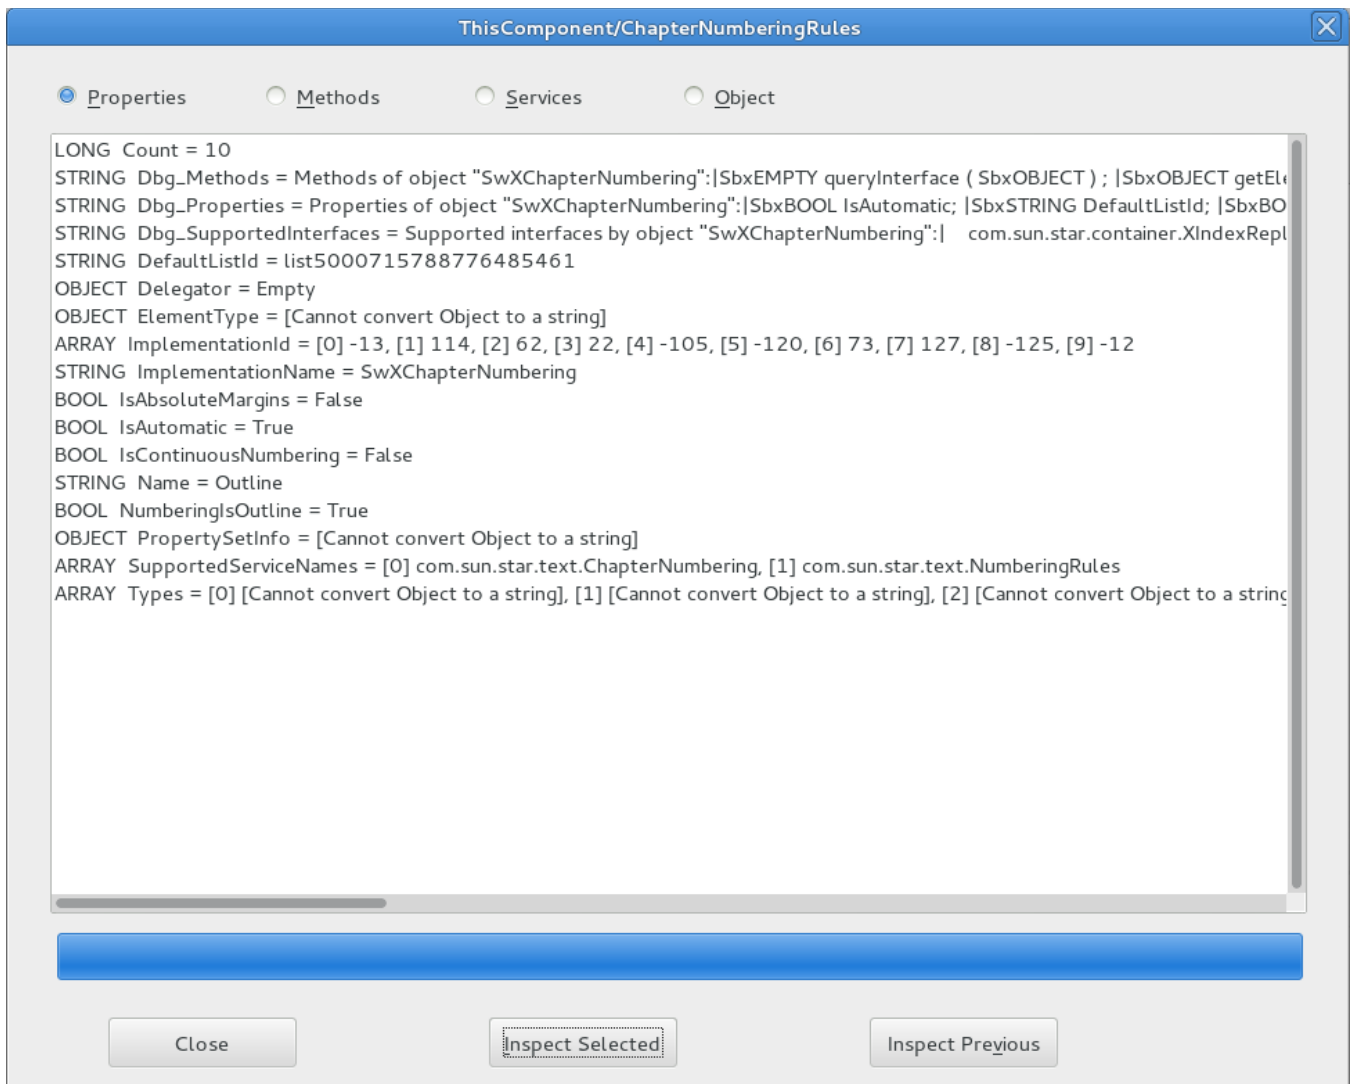 ThisComponent/ChapterNumberingRules
Properties Methods Services Object
LONG Count = 10
STRING Dbg_Methods = Methods of object "SwXChapterNumbering":|SbxEMPTY queryInterface ( SbxOBJECT ) ; |SbxOBJECT getEle
STRING Dbg_Properties = Properties of object "SwXChapterNumbering":|SbxBOOL IsAutomatic; |SbxSTRING DefaultListId; |SbxBO
STRING Dbg_SupportedInterfaces = Supported interfaces by object "SwXChapterNumbering":| com.sun.star.container.XIndexRepl
STRING DefaultListId = list5000715788776485461
OBJECT Delegator = Empty
OBJECT ElementType = [Cannot convert Object to a string]
ARRAY ImplementationId = [0] -13, [1] 114, [2] 62, [3] 22, [4] -105, [5] -120, [6] 73, [7] 127, [8] -125, [9] -12
STRING ImplementationName = SwXChapterNumbering
BOOL IsAbsoluteMargins = False
BOOL IsAutomatic = True
BOOL IsContinuousNumbering = False
STRING Name = Outline
BOOL NumberingIsOutline = True
OBJECT PropertySetInfo = [Cannot convert Object to a string]
ARRAY SupportedServiceNames = [0] com.sun.star.text.ChapterNumbering, [1] com.sun.star.text.NumberingRules
ARRAY Types = [0] [Cannot convert Object to a string], [1] [Cannot convert Object to a string], [2] [Cannot convert Object to a string
Close Inspect Selected Inspect Previous